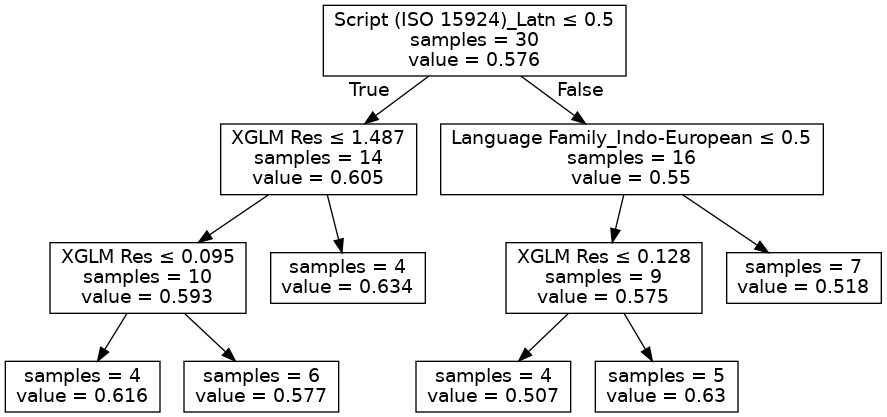 Script (ISO 15924)_Latn ≤ 0.5
samples = 30
value = 0.576
True
False
XGLM Res ≤ 1.487
samples = 14
value = 0.605
Language Family_Indo-European ≤ 0.5
samples = 16
value = 0.55
XGLM Res ≤ 0.095
samples = 10
value = 0.593
samples = 4
value = 0.634
XGLM Res ≤ 0.128
samples = 9
value = 0.575
samples = 7
value = 0.518
samples = 4
value = 0.616
samples = 6
value = 0.577
samples = 4
value = 0.507
samples = 5
value = 0.63